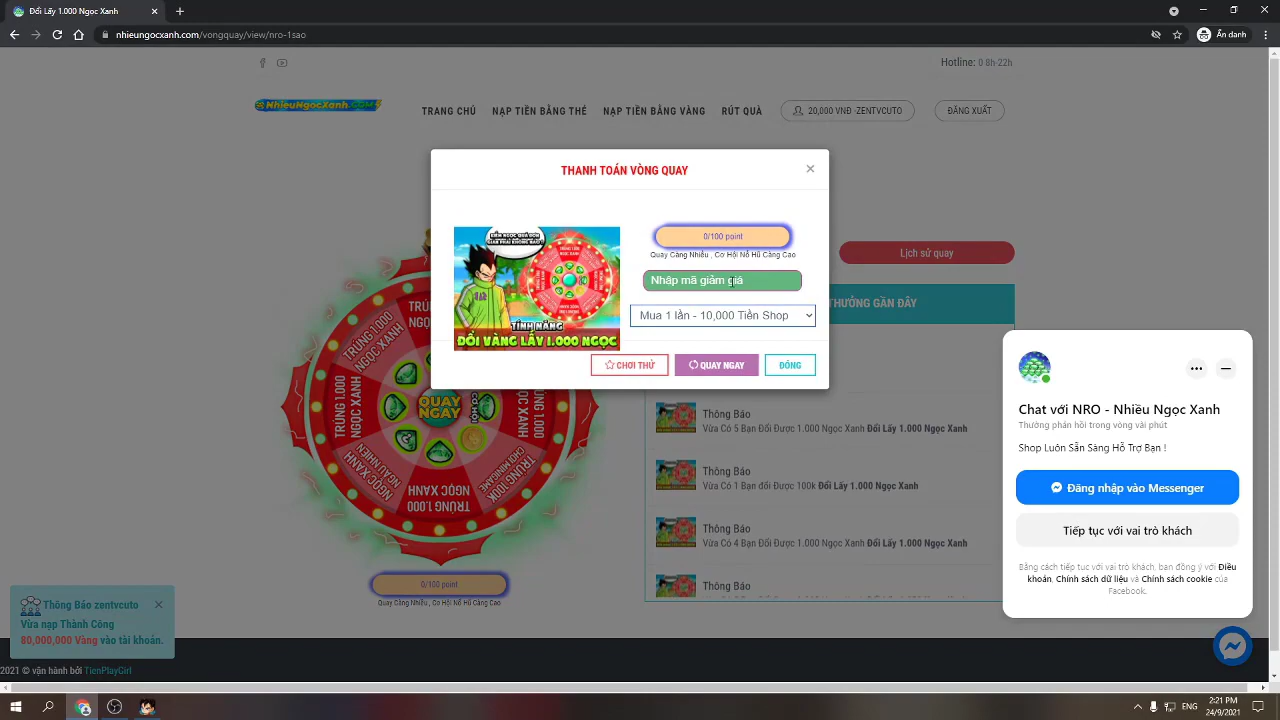 Đổi Lấy 1.000 Ngọc Xanh
nhieungocxanh.com/vongquay/view/nro-1sao
Ẩn danh
Hotline: 0 8h-22h
NhiềuNgọcXanh.COM
TRANG CHỦ
NẠP TIỀN BẰNG THẺ
NẠP TIỀN BẰNG VÀNG
RÚT QUÀ
20,000 VNĐ -ZENTVCUTO
ĐĂNG XUẤT
THANH TOÁN VÒNG QUAY
×
TÍNH NĂNG
ĐỔI VÀNG LẤY 1.000 NGỌC
0/100 point
Quay Càng Nhiều , Cơ Hội Nổ Hũ Càng Cao
Nhập mã giảm giá
Mua 1 lần - 10,000 Tiền Shop
CHƠI THỬ
QUAY NGAY
ĐÓNG
Lịch sử quay
THƯỞNG GẦN ĐÂY
TRÚNG 1.000
NGỌC XANH
QUAY
NGAY
TRÚNG 1.000
NGỌC XANH
0/100 point
Quay Càng Nhiều , Cơ Hội Nổ Hũ Càng Cao
Thông Báo
Vừa Có 5 Bạn Đổi Được 1.000 Ngọc Xanh Đổi Lấy 1.000 Ngọc Xanh
Thông Báo
Vừa Có 1 Bạn đổi Được 100k Đổi Lấy 1.000 Ngọc Xanh
Thông Báo
Vừa Có 4 Bạn Đổi Được 1.000 Ngọc Xanh Đổi Lấy 1.000 Ngọc Xanh
Thông Báo
Chat với NRO - Nhiều Ngọc Xanh
Thường phản hồi trong vòng vài phút
Shop Luôn Sẵn Sàng Hỗ Trợ Bạn !
Đăng nhập vào Messenger
Tiếp tục với vai trò khách
Bằng cách tiếp tục với vai trò khách, bạn đồng ý với Điều
khoản, Chính sách dữ liệu và Chính sách cookie của
Facebook.
Thông Báo zentvcuto
Vừa nạp Thành Công
80,000,000 Vàng vào tài khoản.
2021 © vận hành bởi TienPlayGirl
2:21 PM
24/9/2021